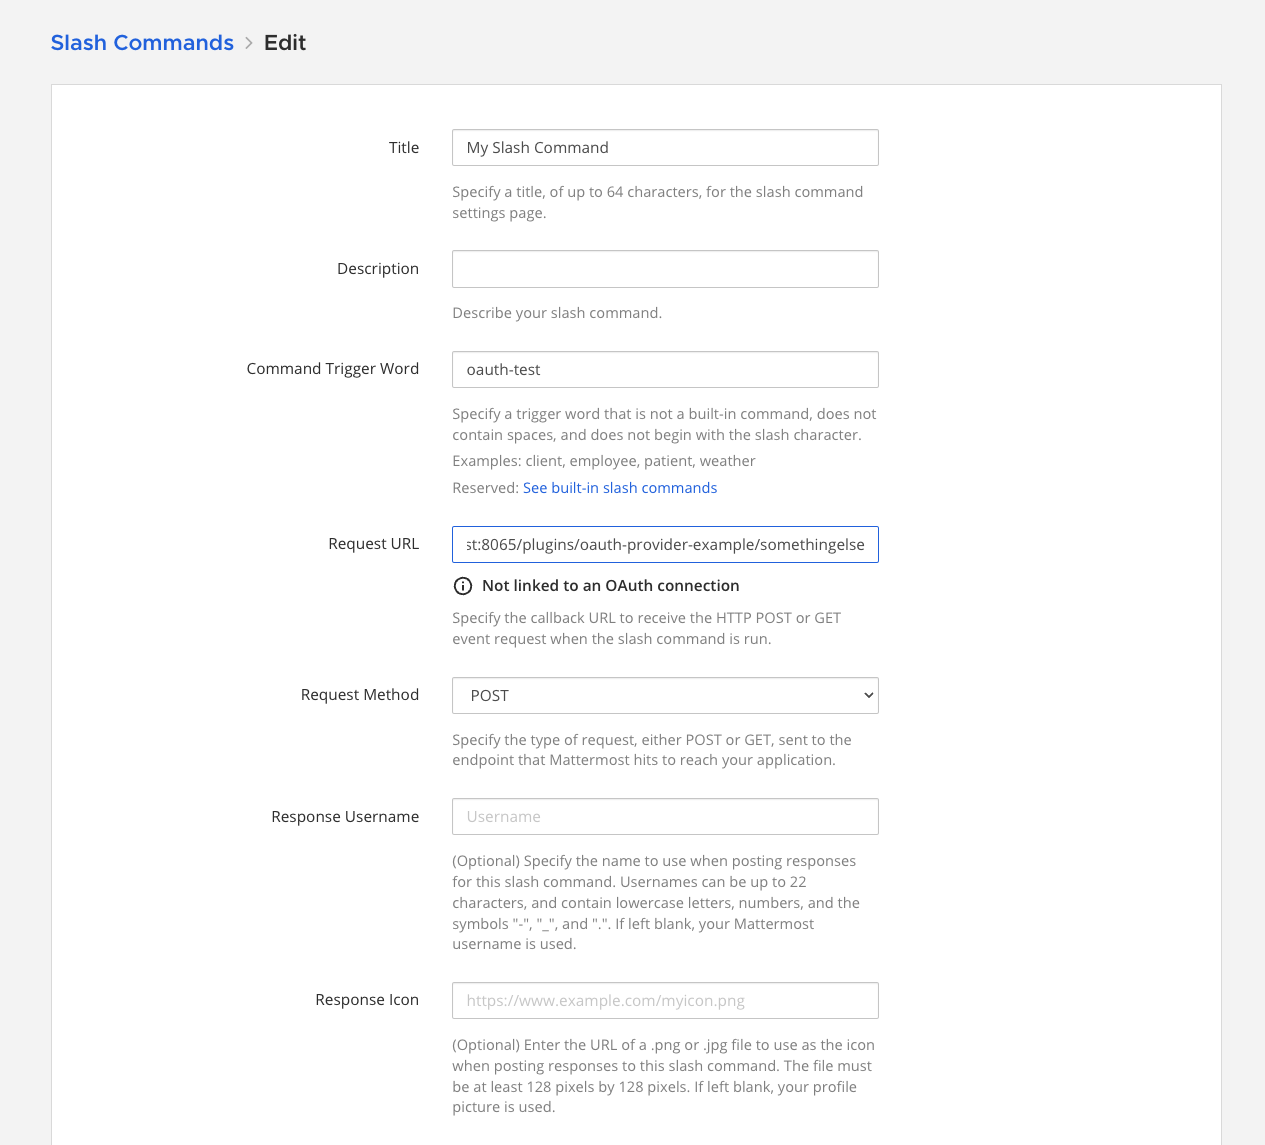 Slash Commands > Edit
Title
My Slash Command
Specify a title, of up to 64 characters, for the slash command
settings page.
Description
Describe your slash command.
Command Trigger Word
oauth-test
Specify a trigger word that is not a built-in command, does not
contain spaces, and does not begin with the slash character.
Examples: client, employee, patient, weather
Reserved: See built-in slash commands
Request URL
st:8065/plugins/oauth-provider-example/somethingelse
Not linked to an OAuth connection
Specify the callback URL to receive the HTTP POST or GET
event request when the slash command is run.
Request Method
POST
Specify the type of request, either POST or GET, sent to the
endpoint that Mattermost hits to reach your application.
Response Username
Username
(Optional) Specify the name to use when posting responses
for this slash command. Usernames can be up to 22
characters, and contain lowercase letters, numbers, and the
symbols "-", "_", and ".". If left blank, your Mattermost
username is used.
Response Icon
https://www.example.com/myicon.png
(Optional) Enter the URL of a .png or .jpg file to use as the icon
when posting responses to this slash command. The file must
be at least 128 pixels by 128 pixels. If left blank, your profile
picture is used.